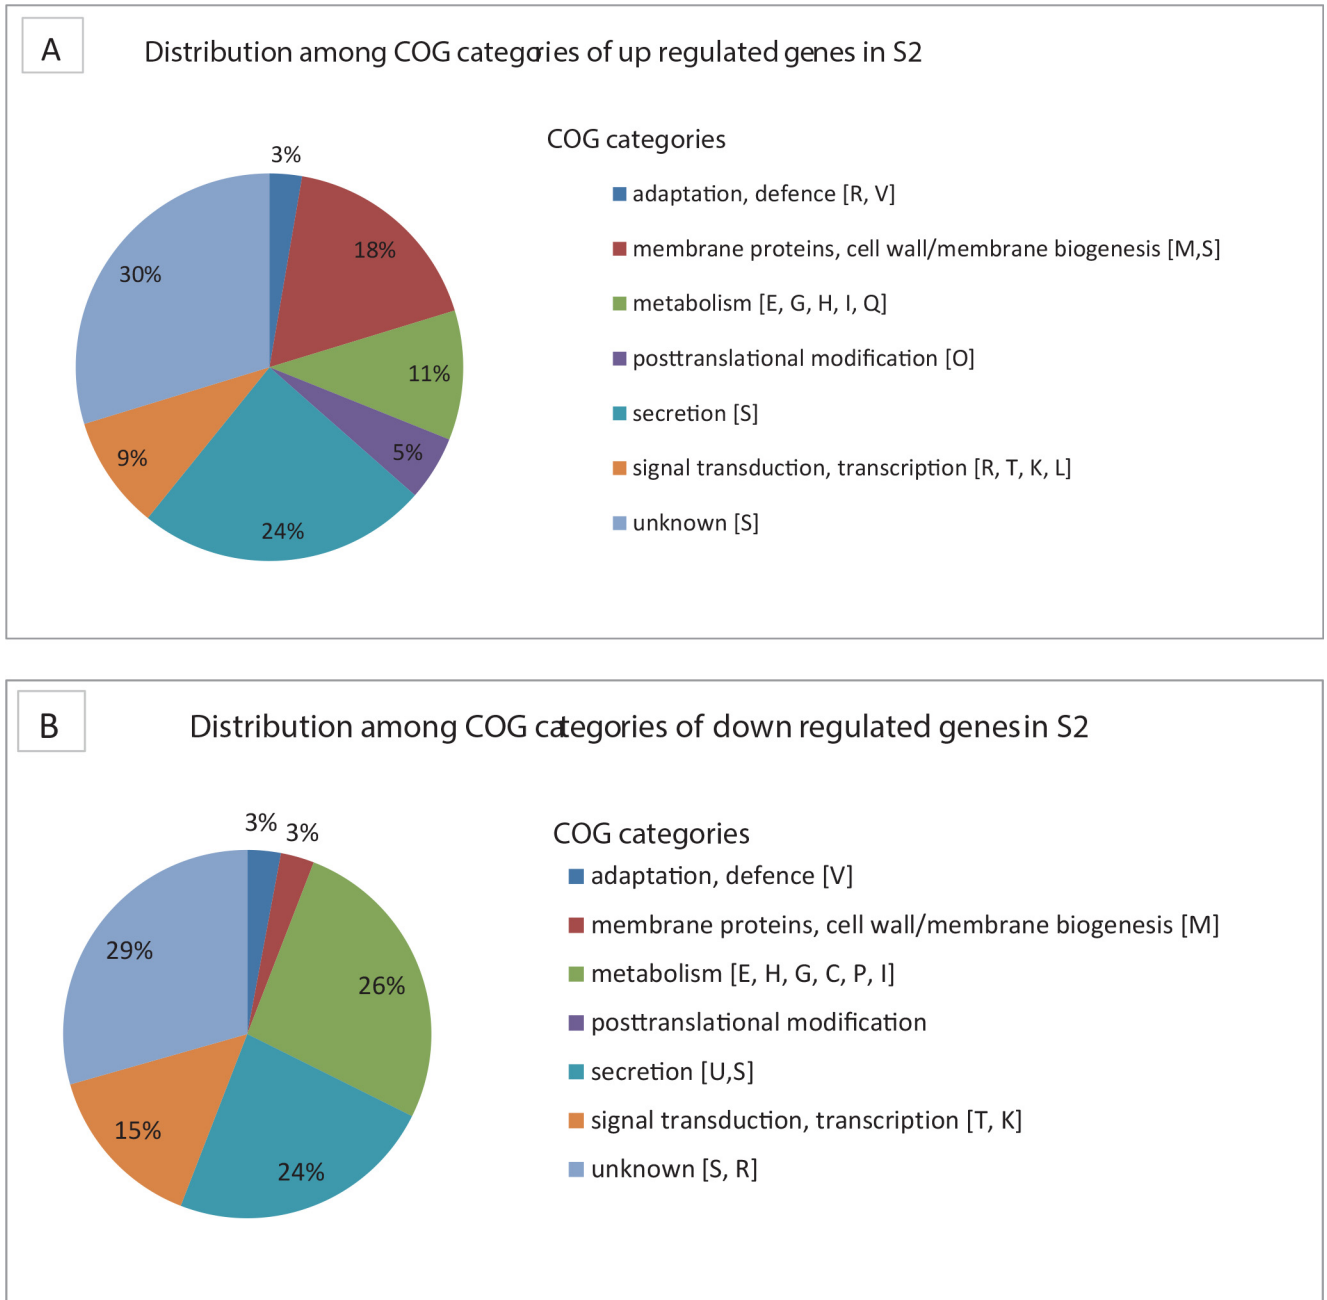 A
Distribution among COG categories of up regulated genes in S2
COG categories
3%
18%
30%
11%
5%
9%
24%
adaptation, defence [R, V]
membrane proteins, cell wall/membrane biogenesis [M,S]
metabolism [E, G, H, I, Q]
posttranslational modification [O]
secretion [S]
signal transduction, transcription [R, T, K, L]
unknown [S]
B
Distribution among COG categories of down regulated genes in S2
COG categories
3%
3%
29%
26%
15%
24%
adaptation, defence [V]
membrane proteins, cell wall/membrane biogenesis [M]
metabolism [E, H, G, C, P, I]
posttranslational modification
secretion [U,S]
signal transduction, transcription [T, K]
unknown [S, R]